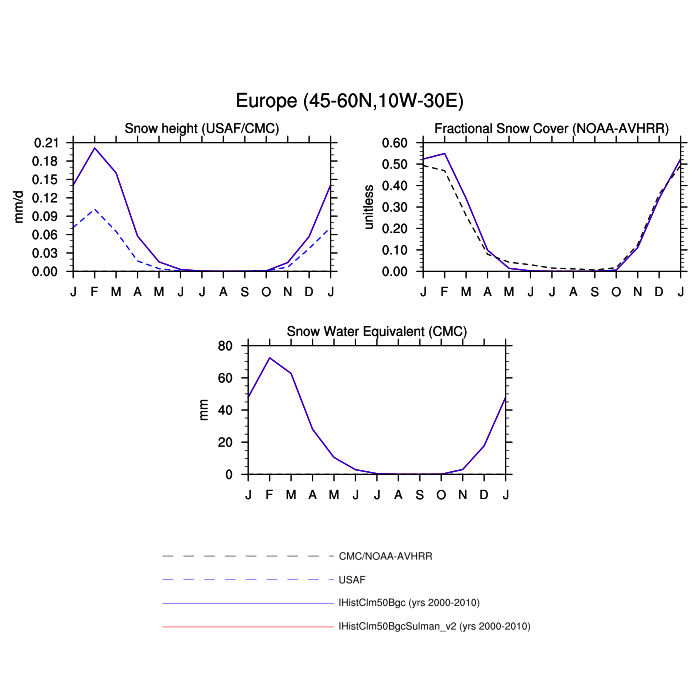 Europe (45-60N,10W-30E)
Snow height (USAF/CMC)
mm/d
0.21
0.18
0.15
0.12
0.09
0.06
0.03
0.00
J F M A M J J A S O N D J
Fractional Snow Cover (NOAA-AVHRR)
unitless
0.60
0.50
0.40
0.30
0.20
0.10
0.00
J F M A M J J A S O N D J
Snow Water Equivalent (CMC)
mm
80
60
40
20
0
J F M A M J J A S O N D J
CMC/NOAA-AVHRR
USAF
IHistClm50Bgc (yrs 2000-2010)
IHistClm50BgcSulman_v2 (yrs 2000-2010)